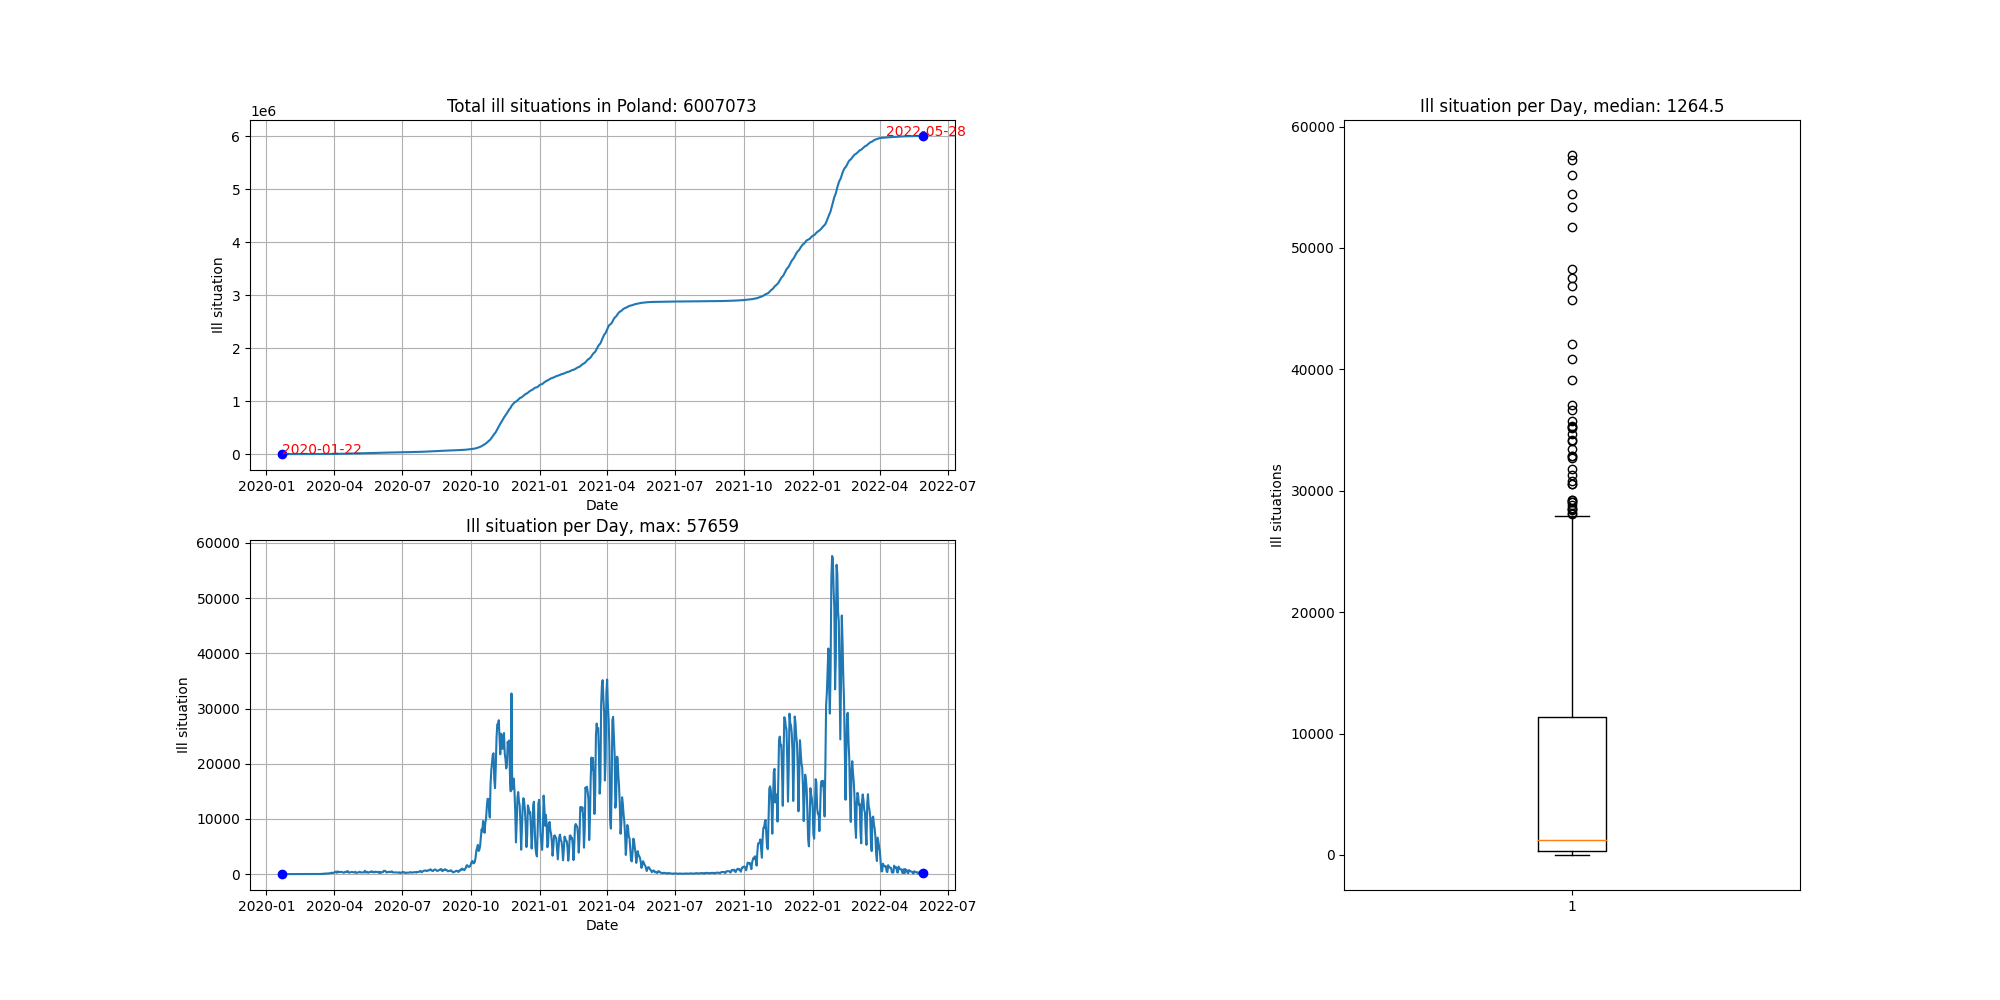 Total ill situations in Poland: 6007073
1e6
6
5
4
3
2
1
0
Ill situation
2020-01-22
2022-05-28
2020-01 2020-04 2020-07 2020-10 2021-01 2021-04 2021-07 2021-10 2022-01 2022-04 2022-07
Date
Ill situation per Day, max: 57659
60000
50000
40000
30000
20000
10000
0
Ill situation
2020-01 2020-04 2020-07 2020-10 2021-01 2021-04 2021-07 2021-10 2022-01 2022-04 2022-07
Date
Ill situation per Day, median: 1264.5
60000
50000
40000
30000
20000
10000
0
Ill situations
1